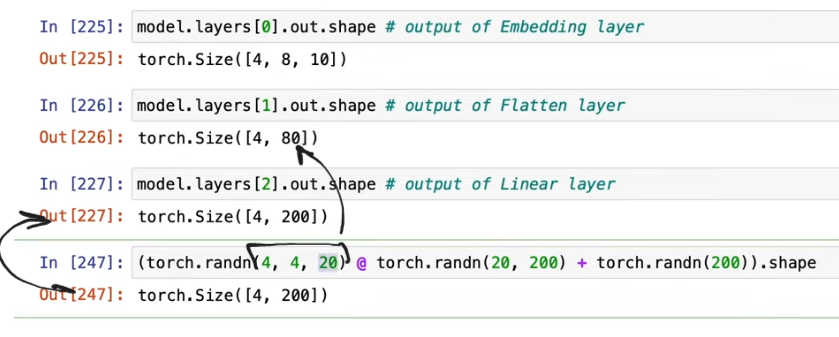 In [225]: model.layers[0].out.shape # output of Embedding layer
Out[225]: torch.Size([4, 8, 10])
In [226]: model.layers[1].out.shape # output of Flatten layer
Out[226]: torch.Size([4, 80])
In [227]: model.layers[2].out.shape # output of Linear layer
Out[227]: torch.Size([4, 200])
In [247]: (torch.randn(4, 4, 20) @ torch.randn(20, 200) + torch.randn(200)).shape
Out[247]: torch.Size([4, 200])